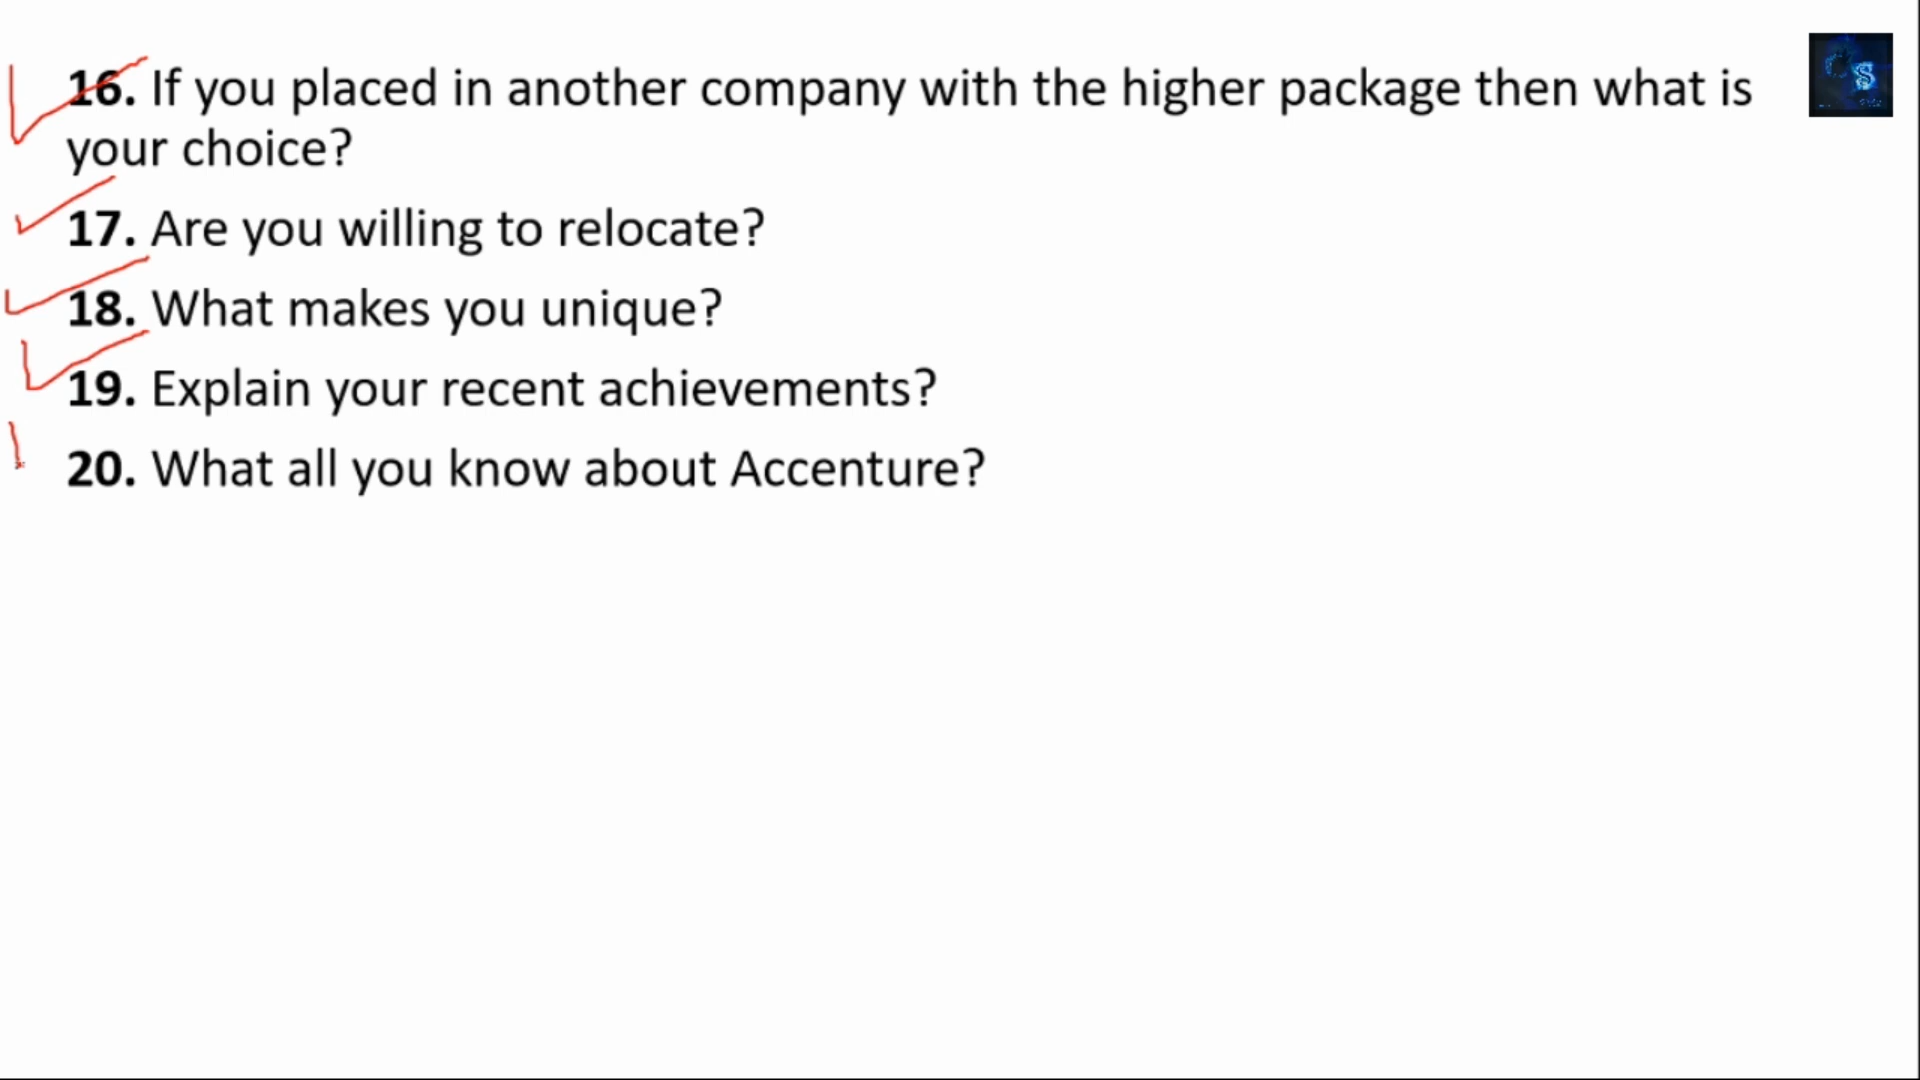 16. If you placed in another company with the higher package then what is
your choice?
17. Are you willing to relocate?
18. What makes you unique?
19. Explain your recent achievements?
20. What all you know about Accenture?